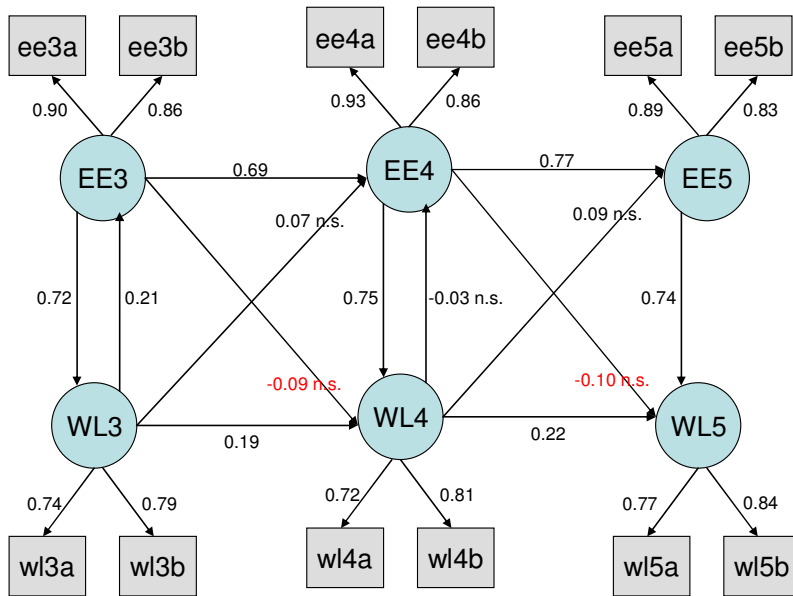 ee3a
ee3b
ee4a
ee4b
ee5a
ee5b
0.90
0.86
0.93
0.86
0.89
0.83
EE3
EE4
EE5
0.69
0.77
0.07 n.s.
0.09 n.s.
0.72
0.21
0.75
-0.03 n.s.
0.74
-0.09 n.s.
-0.10 n.s.
WL3
WL4
WL5
0.19
0.22
0.74
0.79
0.72
0.81
0.77
0.84
wl3a
wl3b
wl4a
wl4b
wl5a
wl5b